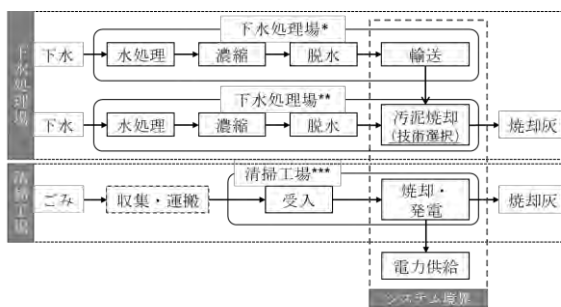 下水処理場
下水処理場*
下水
水処理
濃縮
脱水
輸送
下水処理場**
下水
水処理
濃縮
脱水
汚泥焼却
(技術選択)
焼却灰
清掃工場
清掃工場***
ごみ
収集・運搬
受入
焼却・
発電
焼却灰
電力供給
システム境界